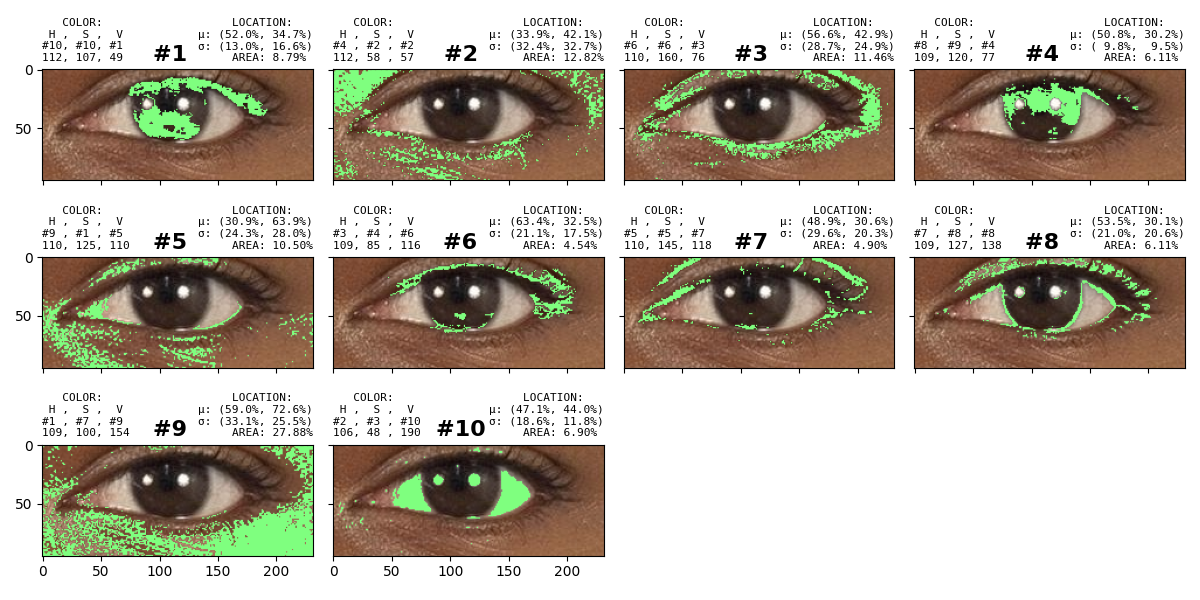 COLOR: LOCATION:
H , S , V μ: (52.0%, 34.7%)
#10, #10, #1 #1 σ: (13.0%, 16.6%)
112, 107, 49 AREA: 8.79%
COLOR: LOCATION:
H , S , V μ: (33.9%, 42.1%)
#4 , #2 , #2 #2 σ: (32.4%, 32.7%)
112, 58 , 57 AREA: 12.82%
COLOR: LOCATION:
H , S , V μ: (56.6%, 42.9%)
#6 , #6 , #3 #3 σ: (28.7%, 24.9%)
110, 160, 76 AREA: 11.46%
COLOR: LOCATION:
H , S , V μ: (50.8%, 30.2%)
#8 , #9 , #4 #4 σ: ( 9.8%, 9.5%)
109, 120, 77 AREA: 6.11%
0
50
COLOR: LOCATION:
H , S , V μ: (30.9%, 63.9%)
#9 , #1 , #5 #5 σ: (24.3%, 28.0%)
110, 125, 110 AREA: 10.50%
COLOR: LOCATION:
H , S , V μ: (63.4%, 32.5%)
#3 , #4 , #6 #6 σ: (21.1%, 17.5%)
109, 85 , 116 AREA: 4.54%
COLOR: LOCATION:
H , S , V μ: (48.9%, 30.6%)
#5 , #5 , #7 #7 σ: (29.6%, 20.3%)
110, 145, 118 AREA: 4.90%
COLOR: LOCATION:
H , S , V μ: (53.5%, 30.1%)
#7 , #8 , #8 #8 σ: (21.0%, 20.6%)
109, 127, 138 AREA: 6.11%
0
50
COLOR: LOCATION:
H , S , V μ: (59.0%, 72.6%)
#1 , #7 , #9 #9 σ: (33.1%, 25.5%)
109, 100, 154 AREA: 27.88%
COLOR: LOCATION:
H , S , V μ: (47.1%, 44.0%)
#2 , #3 , #10 #10 σ: (18.6%, 11.8%)
106, 48 , 190 AREA: 6.90%
0
50
0 50 100 150 200
0 50 100 150 200